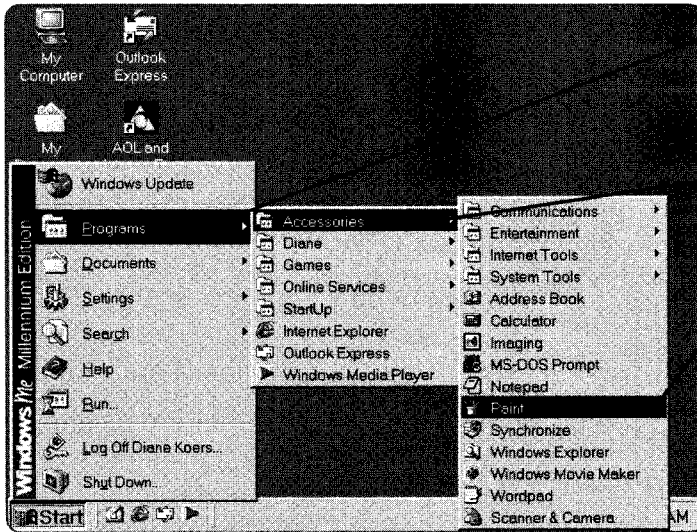 My Computer
Outlook Express
My
AOL and
Windows Me Millennium Edition
Windows Update
Programs
Documents
Settings
Search
Help
Run...
Log Off Diane Koers...
Shut Down...
Accessories
Diane
Games
Online Services
StartUp
Internet Explorer
Outlook Express
Windows Media Player
Communications
Entertainment
Internet Tools
System Tools
Address Book
Calculator
Imaging
MS-DOS Prompt
Notepad
Paint
Synchronize
Windows Explorer
Windows Movie Maker
Wordpad
Scanner & Camera
Start
AM